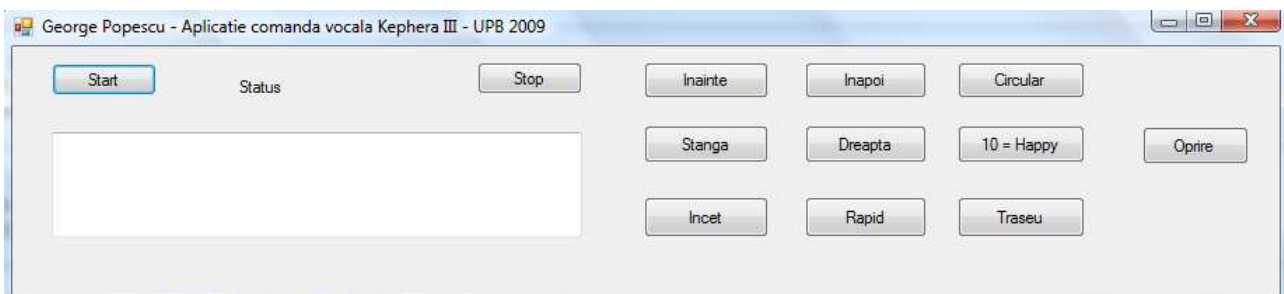 George Popescu - Aplicatie comanda vocala Kephera III - UPB 2009
Start Status Stop Inainte Inapoi Circular
Stanga Dreapta 10 = Happy Oprire
Incet Rapid Traseu